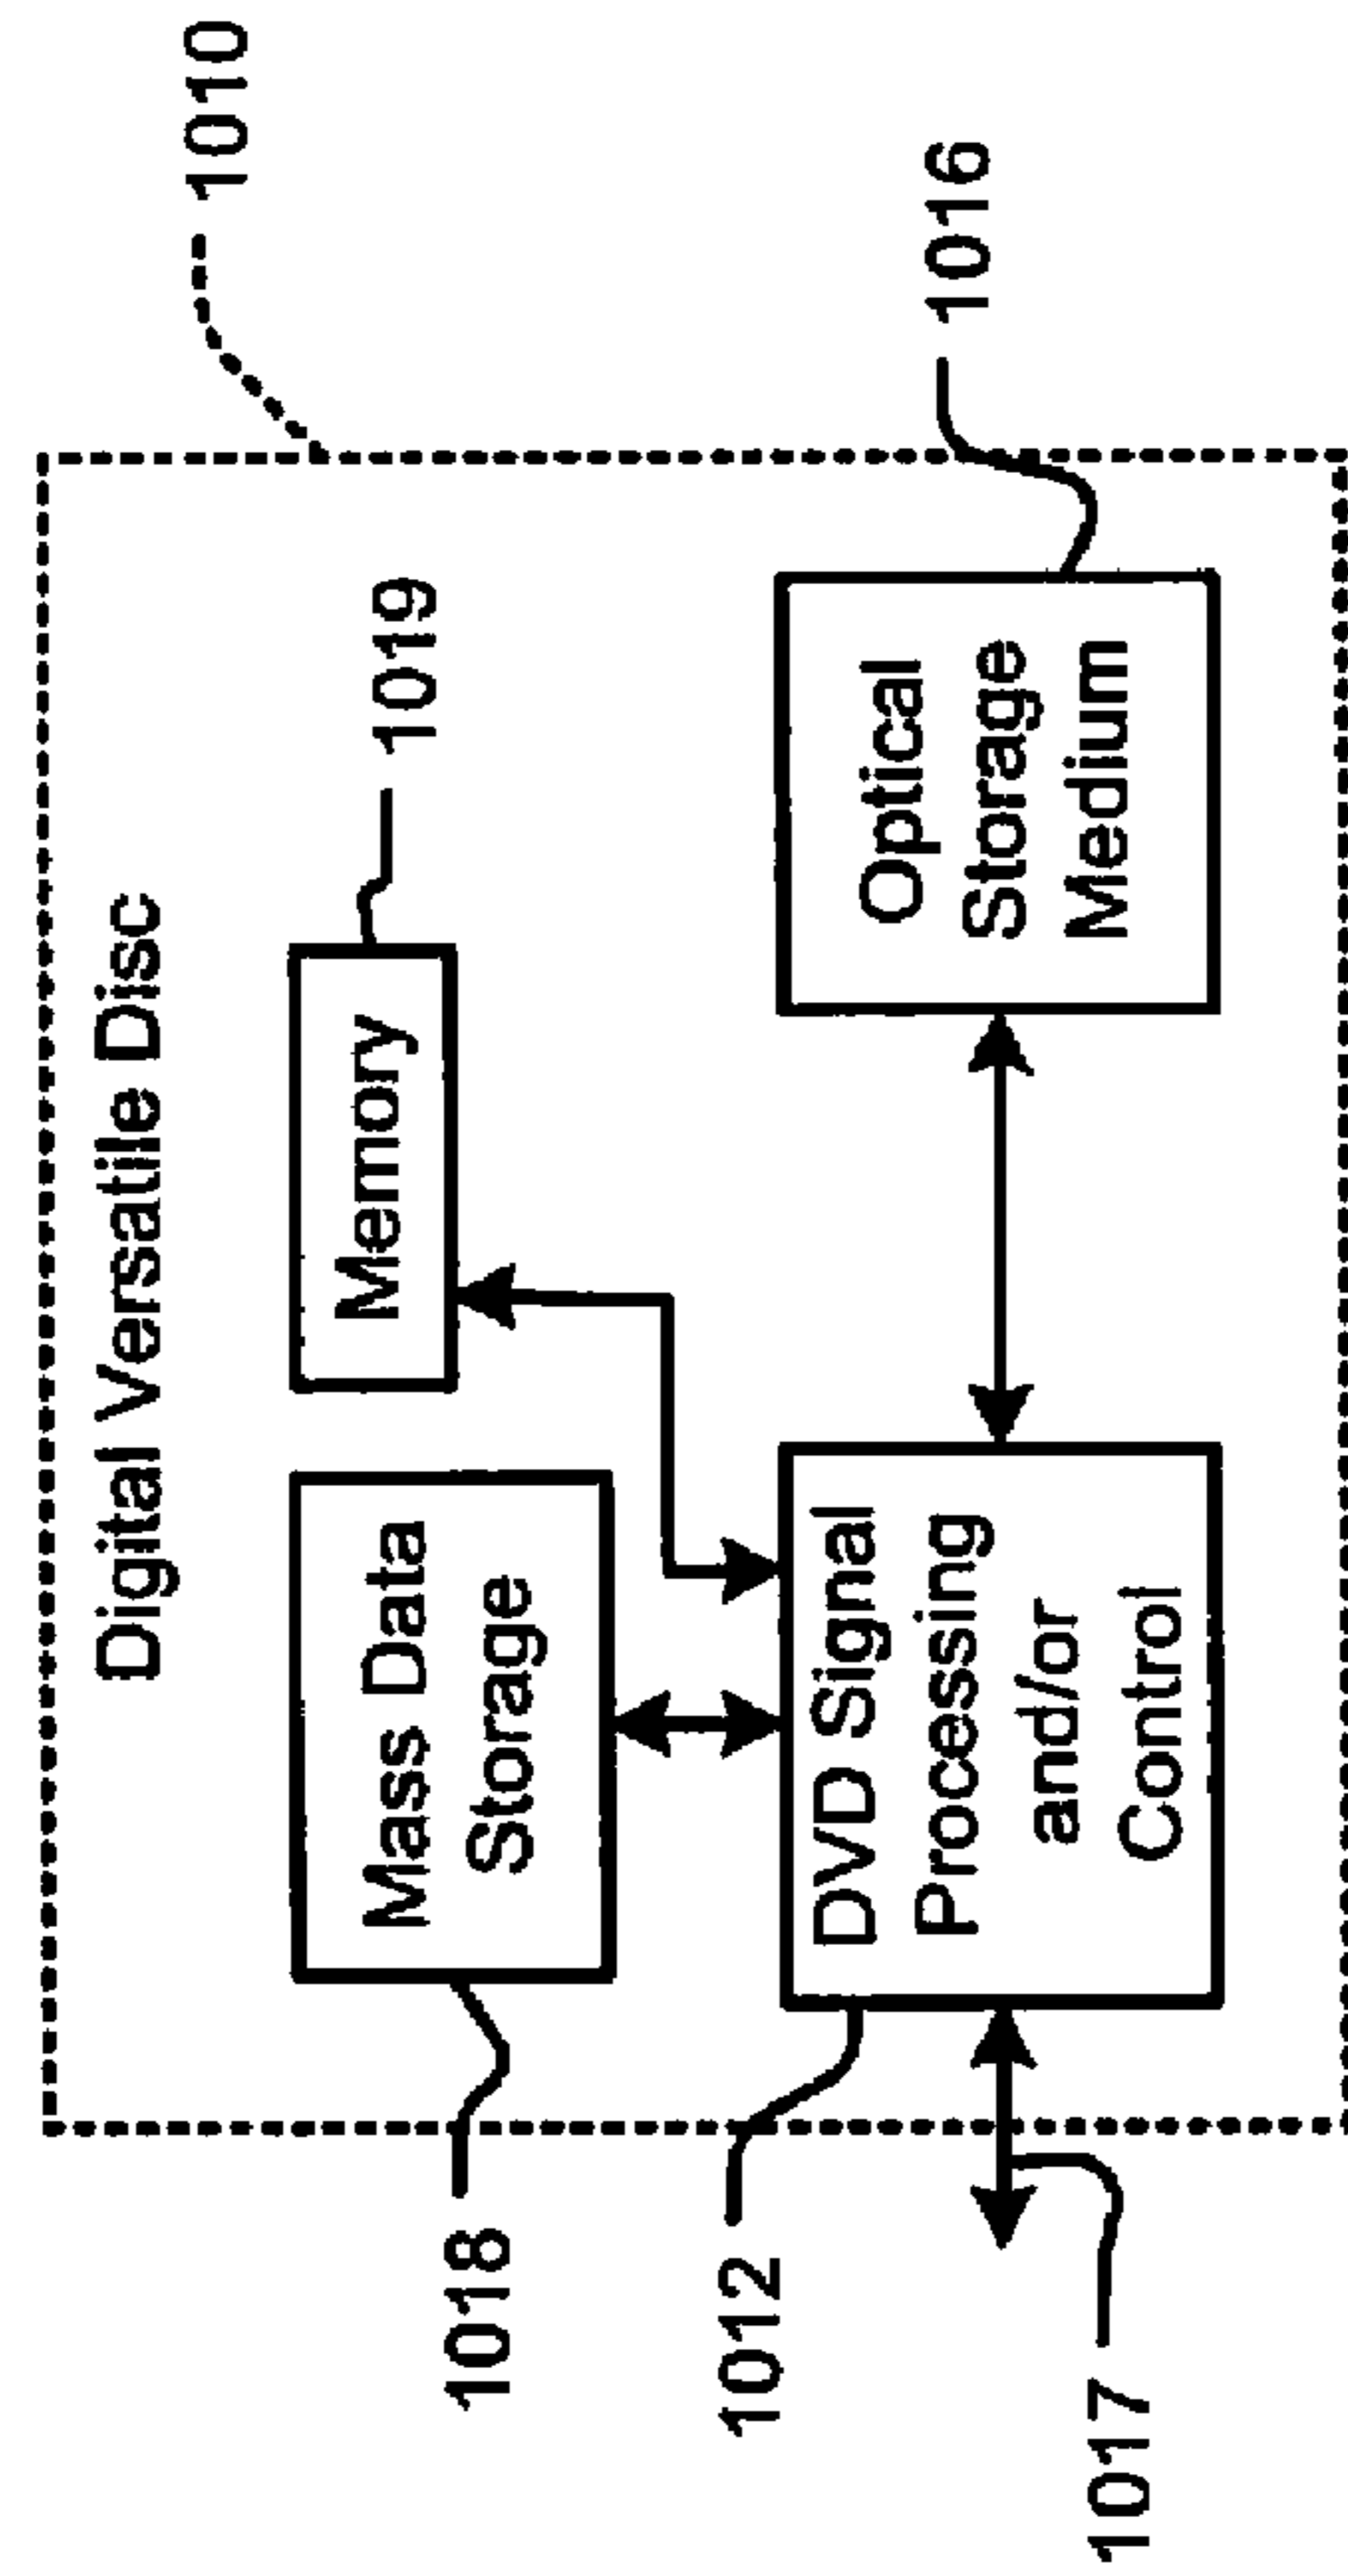 Digital Versatile Disc
1010
1018
Mass Data
Storage
Memory
1019
1012
DVD Signal
Processing
and/or
Control
Optical
Storage
Medium
1016
1017